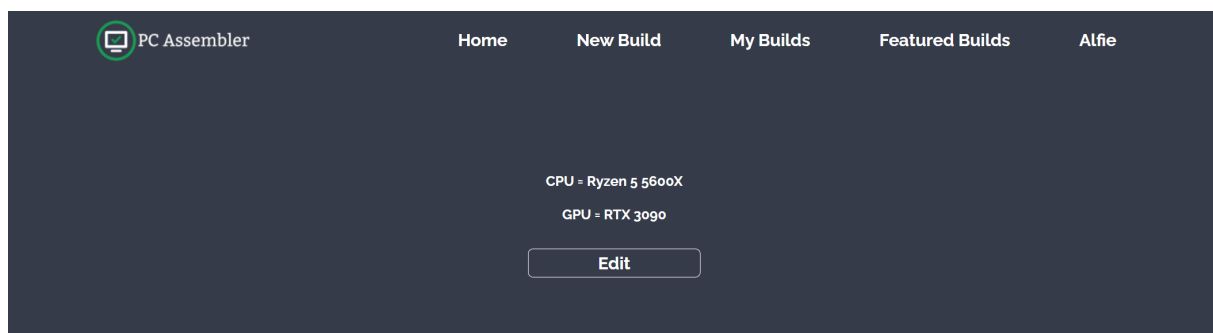 PC Assembler Home New Build My Builds Featured Builds Alfie
CPU = Ryzen 5 5600X
GPU = RTX 3090
Edit